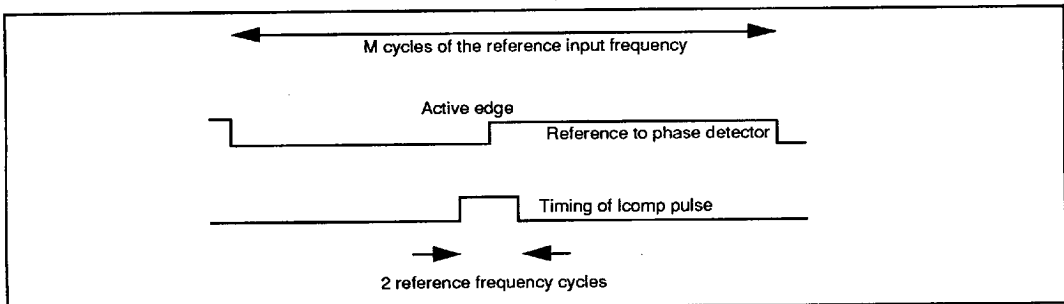 M cycles of the reference input frequency
Active edge
Reference to phase detector
Timing of Icomp pulse
2 reference frequency cycles